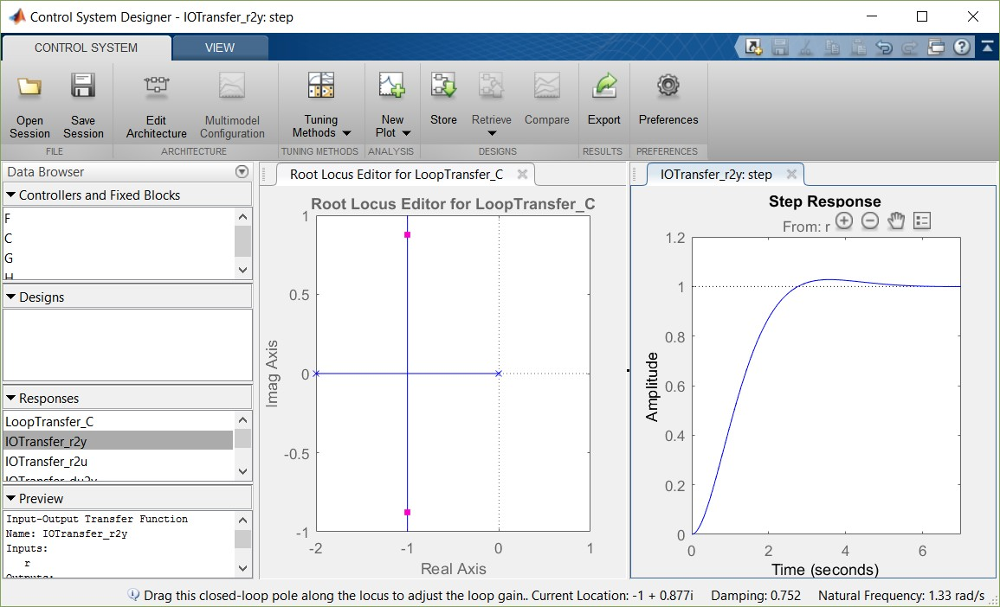 Control System Designer - IOTransfer_r2y: step
CONTROL SYSTEM
VIEW
Open Session
Save Session
Edit Architecture
Multimodel Configuration
Tuning Methods
New Plot
Store
Retrieve
Compare
Export
Preferences
FILE
ARCHITECTURE
TUNING METHODS
ANALYSIS
DESIGNS
RESULTS
PREFERENCES
Data Browser
Controllers and Fixed Blocks
F
C
G
H
Designs
Responses
LoopTransfer_C
IOTransfer_r2y
IOTransfer_r2u
IOTransfer_du2y
Preview
Input-Output Transfer Function
Name: IOTransfer_r2y
Inputs:
r
Outputs:
Root Locus Editor for LoopTransfer_C
Root Locus Editor for LoopTransfer_C
1
0.5
0
-0.5
-1
-2
-1
0
1
Imag Axis
Real Axis
IOTransfer_r2y: step
Step Response
From: r
1.2
1
0.8
0.6
0.4
0.2
0
0
2
4
6
Amplitude
Time (seconds)
Drag this closed-loop pole along the locus to adjust the loop gain.. Current Location: -1 + 0.877i Damping: 0.752 Natural Frequency: 1.33 rad/s